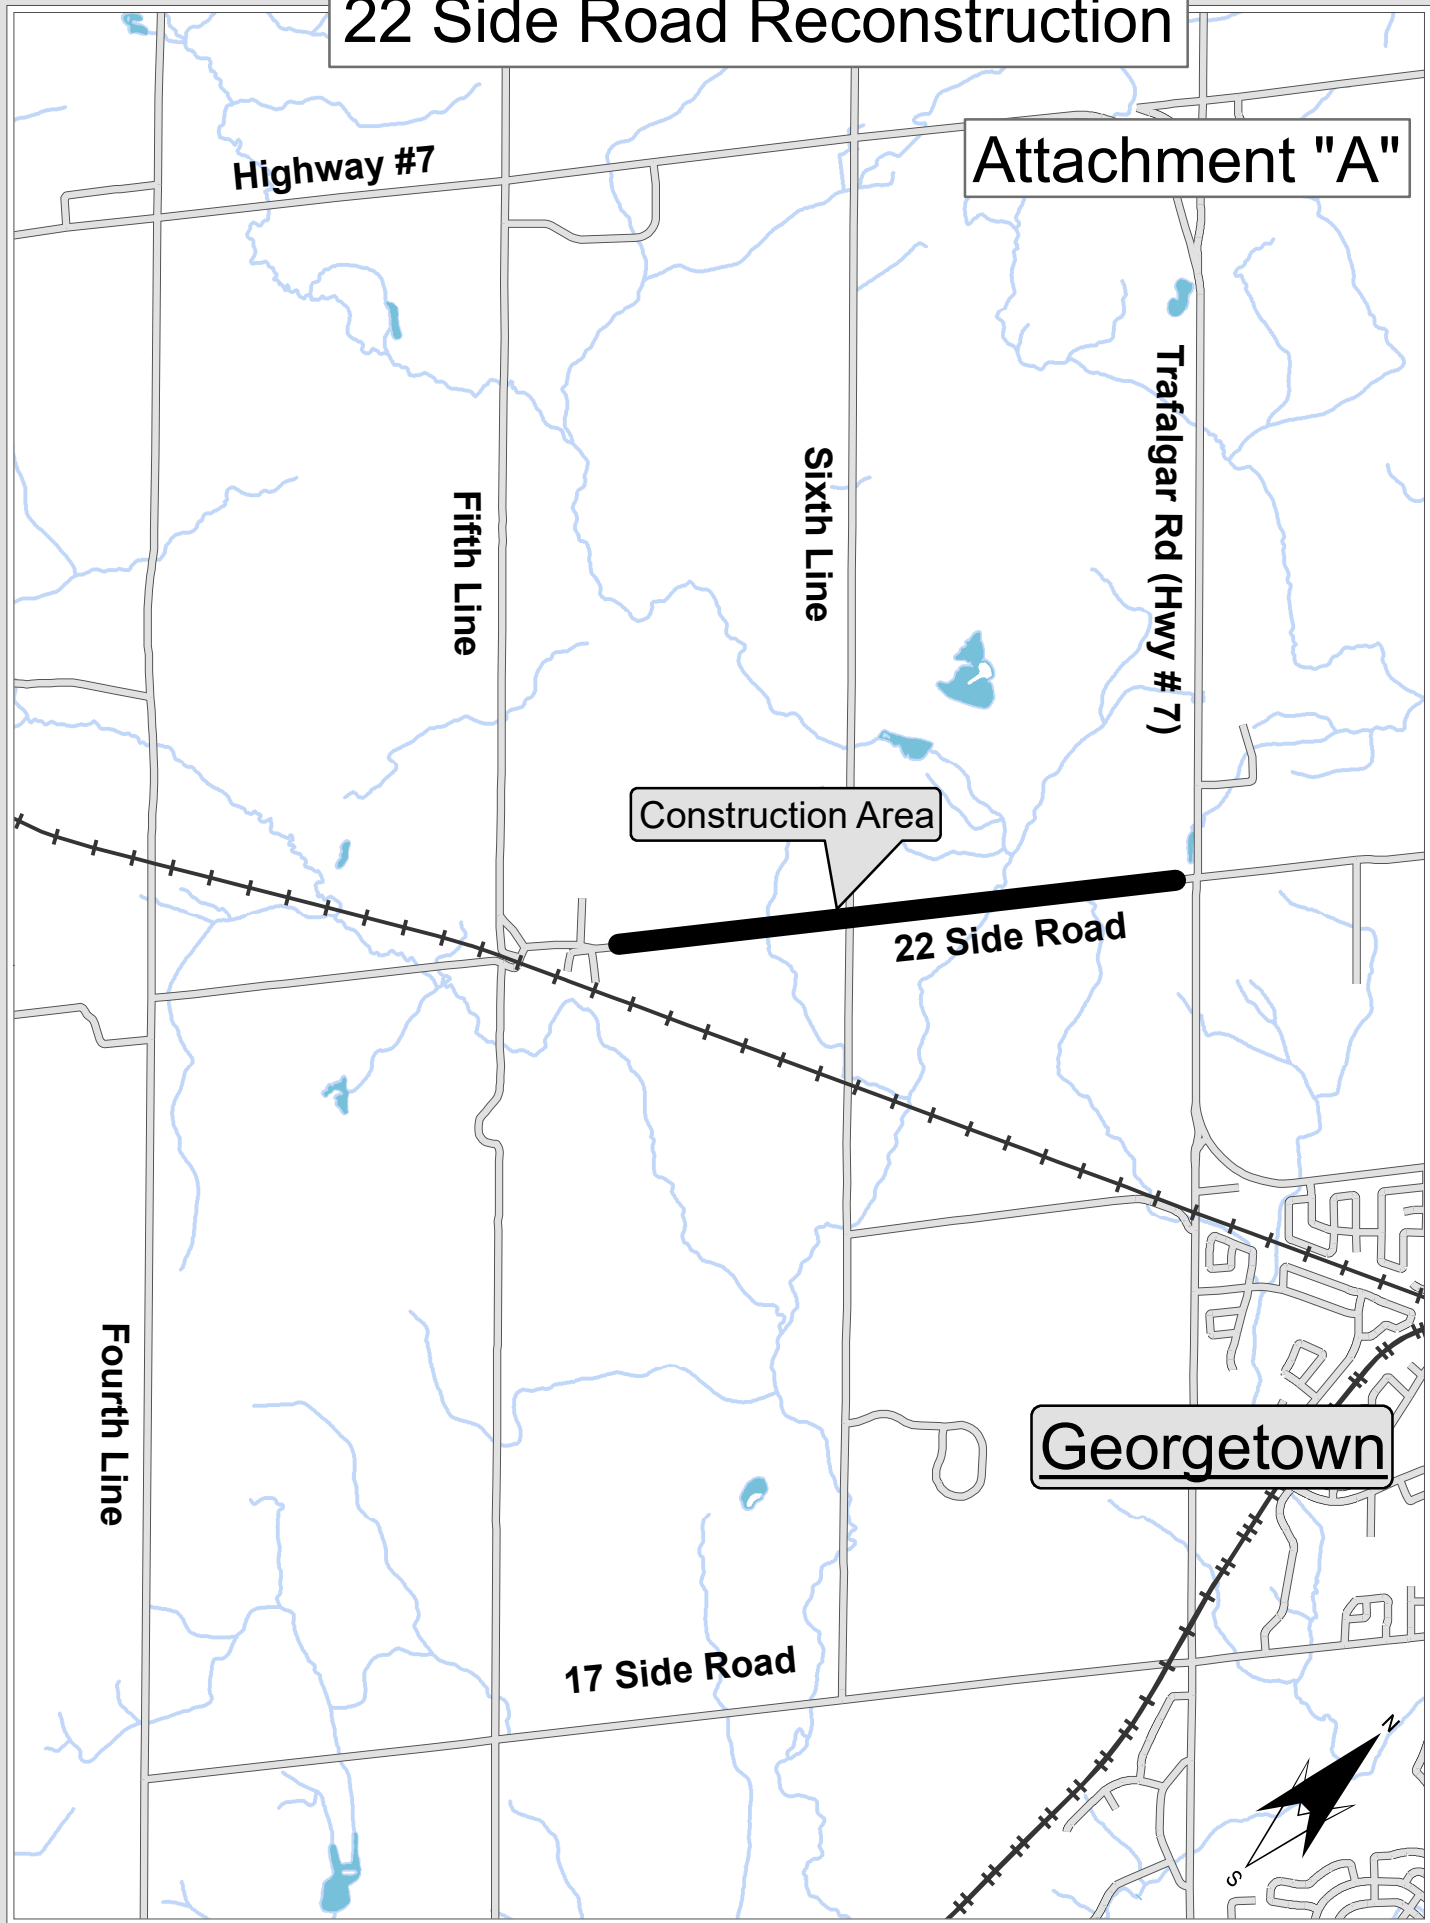 22 Side Road Reconstruction
Attachment "A"
Highway #7
Trafalgar Rd (Hwy # 7)
Sixth Line
Fifth Line
Construction Area
22 Side Road
Fourth Line
Georgetown
17 Side Road
N
S